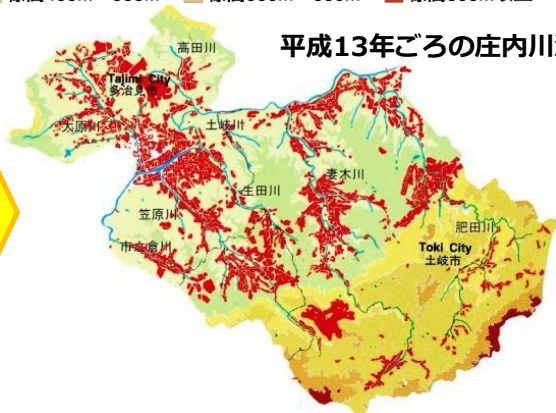 平成13年ごろの庄内川
高田川
Tajimi City
多治見市
大原川
土岐川
生田川
妻木川
笠原川
肥田川
市之倉川
Toki City
土岐市